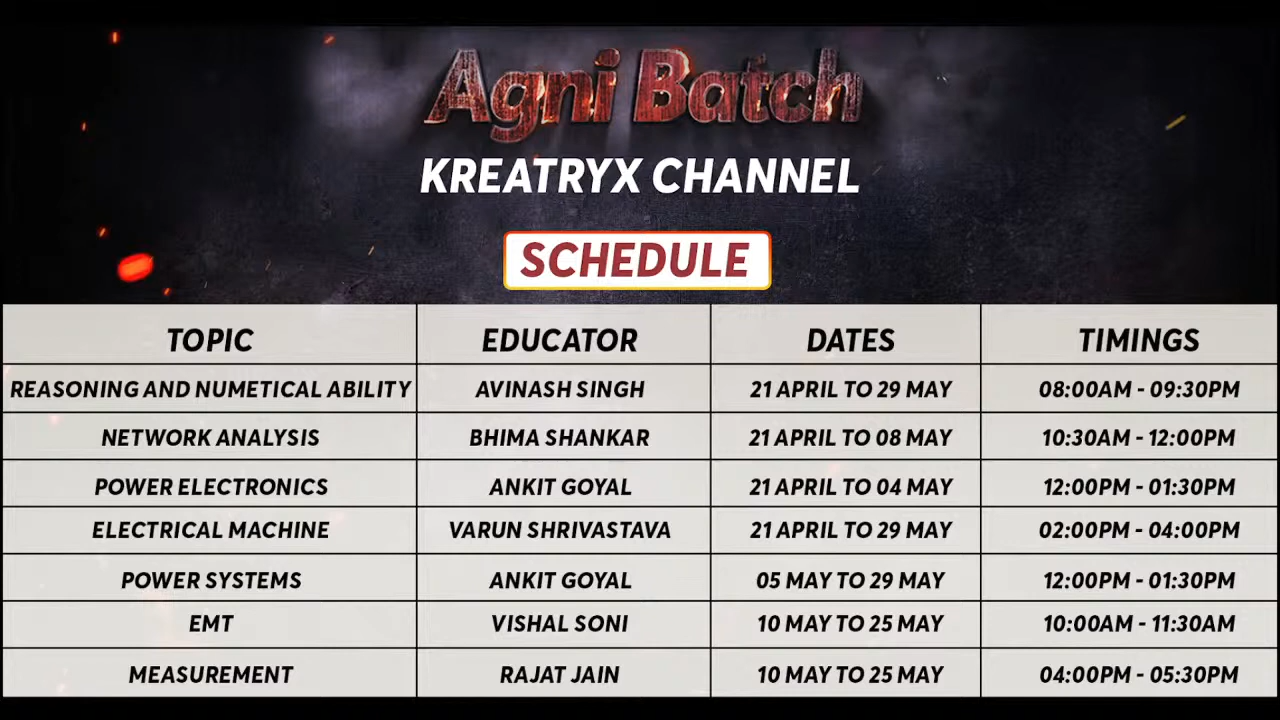 Agni Batch
KREATRYX CHANNEL
SCHEDULE
TOPIC EDUCATOR DATES TIMINGS
REASONING AND NUMETICAL ABILITY AVINASH SINGH 21 APRIL TO 29 MAY 08:00AM - 09:30PM
NETWORK ANALYSIS BHIMA SHANKAR 21 APRIL TO 08 MAY 10:30AM - 12:00PM
POWER ELECTRONICS ANKIT GOYAL 21 APRIL TO 04 MAY 12:00PM - 01:30PM
ELECTRICAL MACHINE VARUN SHRIVASTAVA 21 APRIL TO 29 MAY 02:00PM - 04:00PM
POWER SYSTEMS ANKIT GOYAL 05 MAY TO 29 MAY 12:00PM - 01:30PM
EMT VISHAL SONI 10 MAY TO 25 MAY 10:00AM - 11:30AM
MEASUREMENT RAJAT JAIN 10 MAY TO 25 MAY 04:00PM - 05:30PM